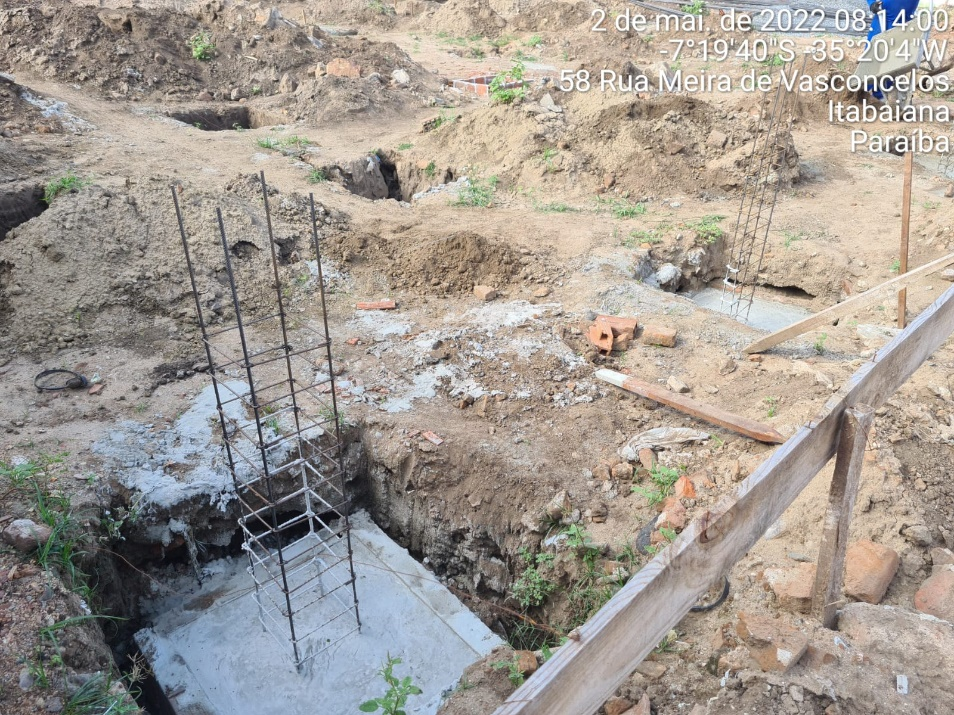 2 de mai. de 2022 08:14:00
-7°19'40"S -35°20'4"W
58 Rua Meira de Vasconcelos
Itabaiana
Paraíba